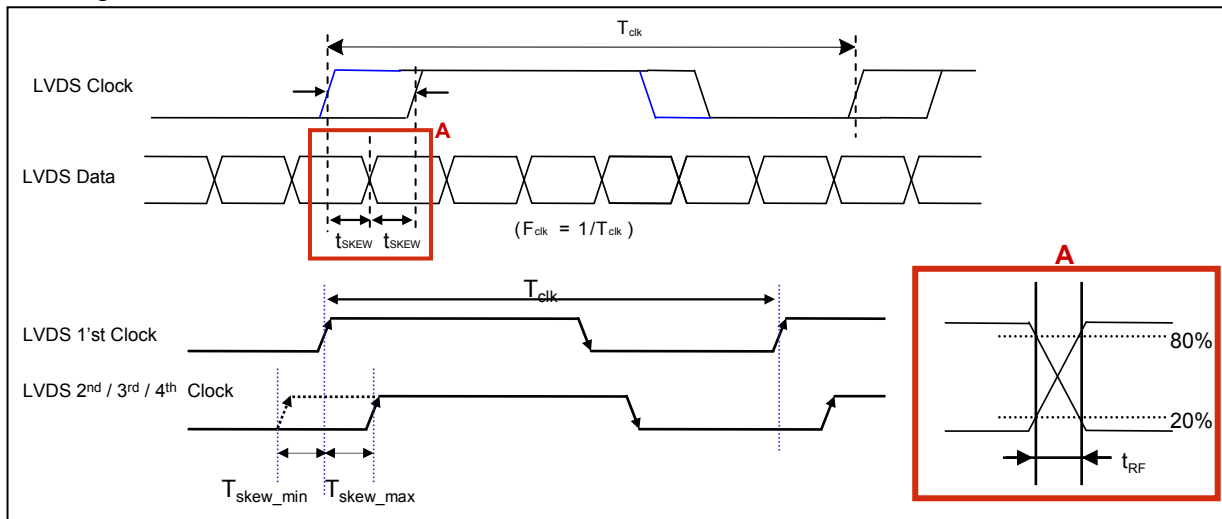 Tclk
LVDS Clock
A
LVDS Data
tSKEW tSKEW
(Fclk = 1/Tclk)
A
Tclk
LVDS 1'st Clock
80%
LVDS 2nd / 3rd / 4th Clock
20%
tRF
Tskew_min Tskew_max